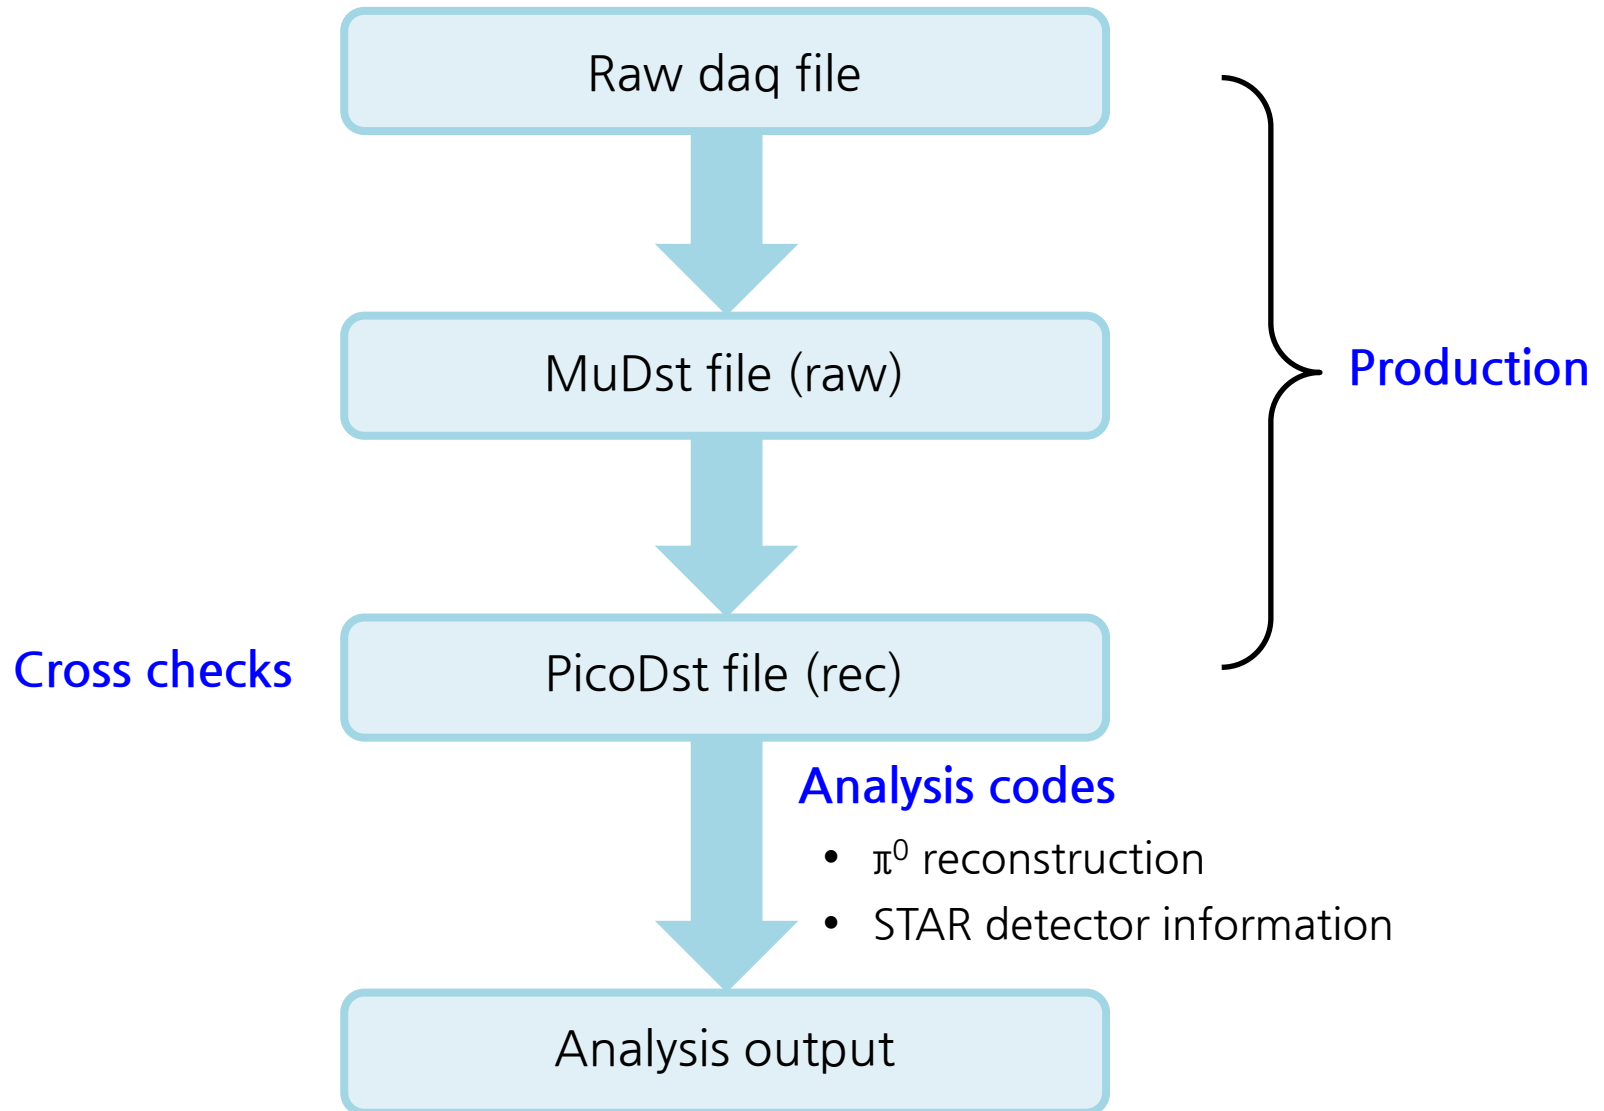 Raw daq file
MuDst file (raw)
Production
Cross checks
PicoDst file (rec)
Analysis codes
• π⁰ reconstruction
• STAR detector information
Analysis output